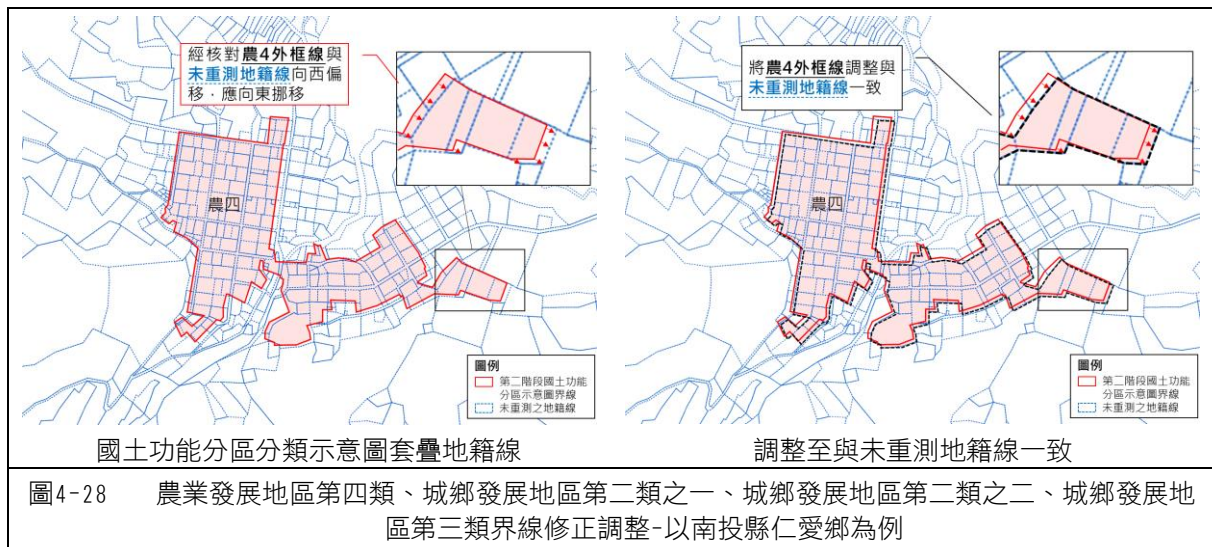 經核對農4外框線與
未重測地籍線向西偏
移，應向東挪移
農四
圖例
第二階段國土功能
分區示意圖界線
未重測之地籍線
國土功能分區分類示意圖套疊地籍線
將農4外框線調整與
未重測地籍線一致
農四
圖例
第二階段國土功能
分區示意圖界線
未重測之地籍線
調整至與未重測地籍線一致
圖4-28 農業發展地區第四類、城鄉發展地區第二類之一、城鄉發展地區第二類之二、城鄉發展地
區第三類界線修正調整-以南投縣仁愛鄉為例